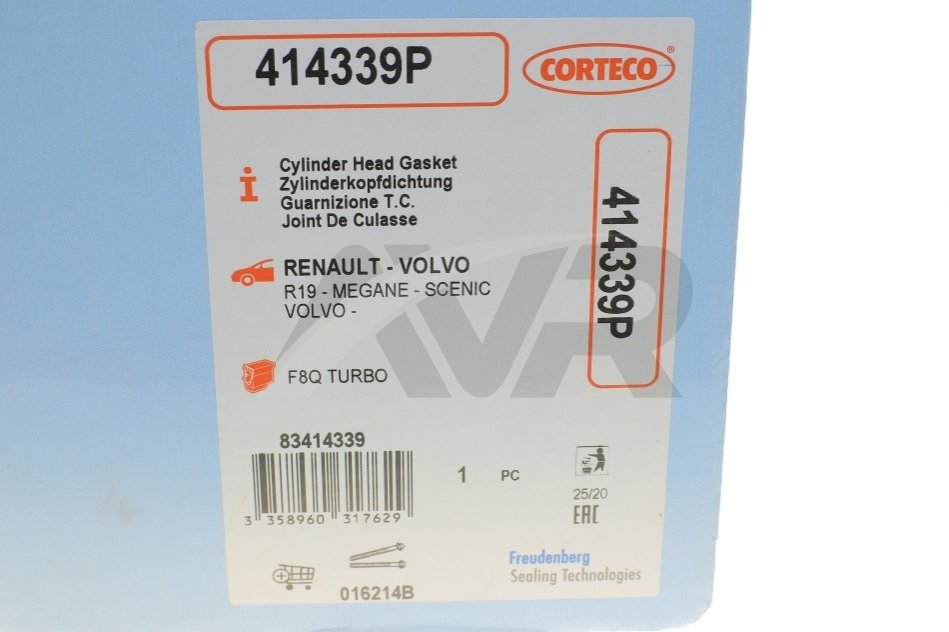 414339P
CORTECO®
Cylinder Head Gasket
Zylinderkopfdichtung
Guarnizione T.C.
Joint De Culasse
414339P
RENAULT - VOLVO
R19 - MEGANE - SCENIC
VOLVO -
AVR
F8Q TURBO
83414339
1 PC
3 358960 317629
25/20
EAC
Freudenberg
Sealing Technologies
016214B